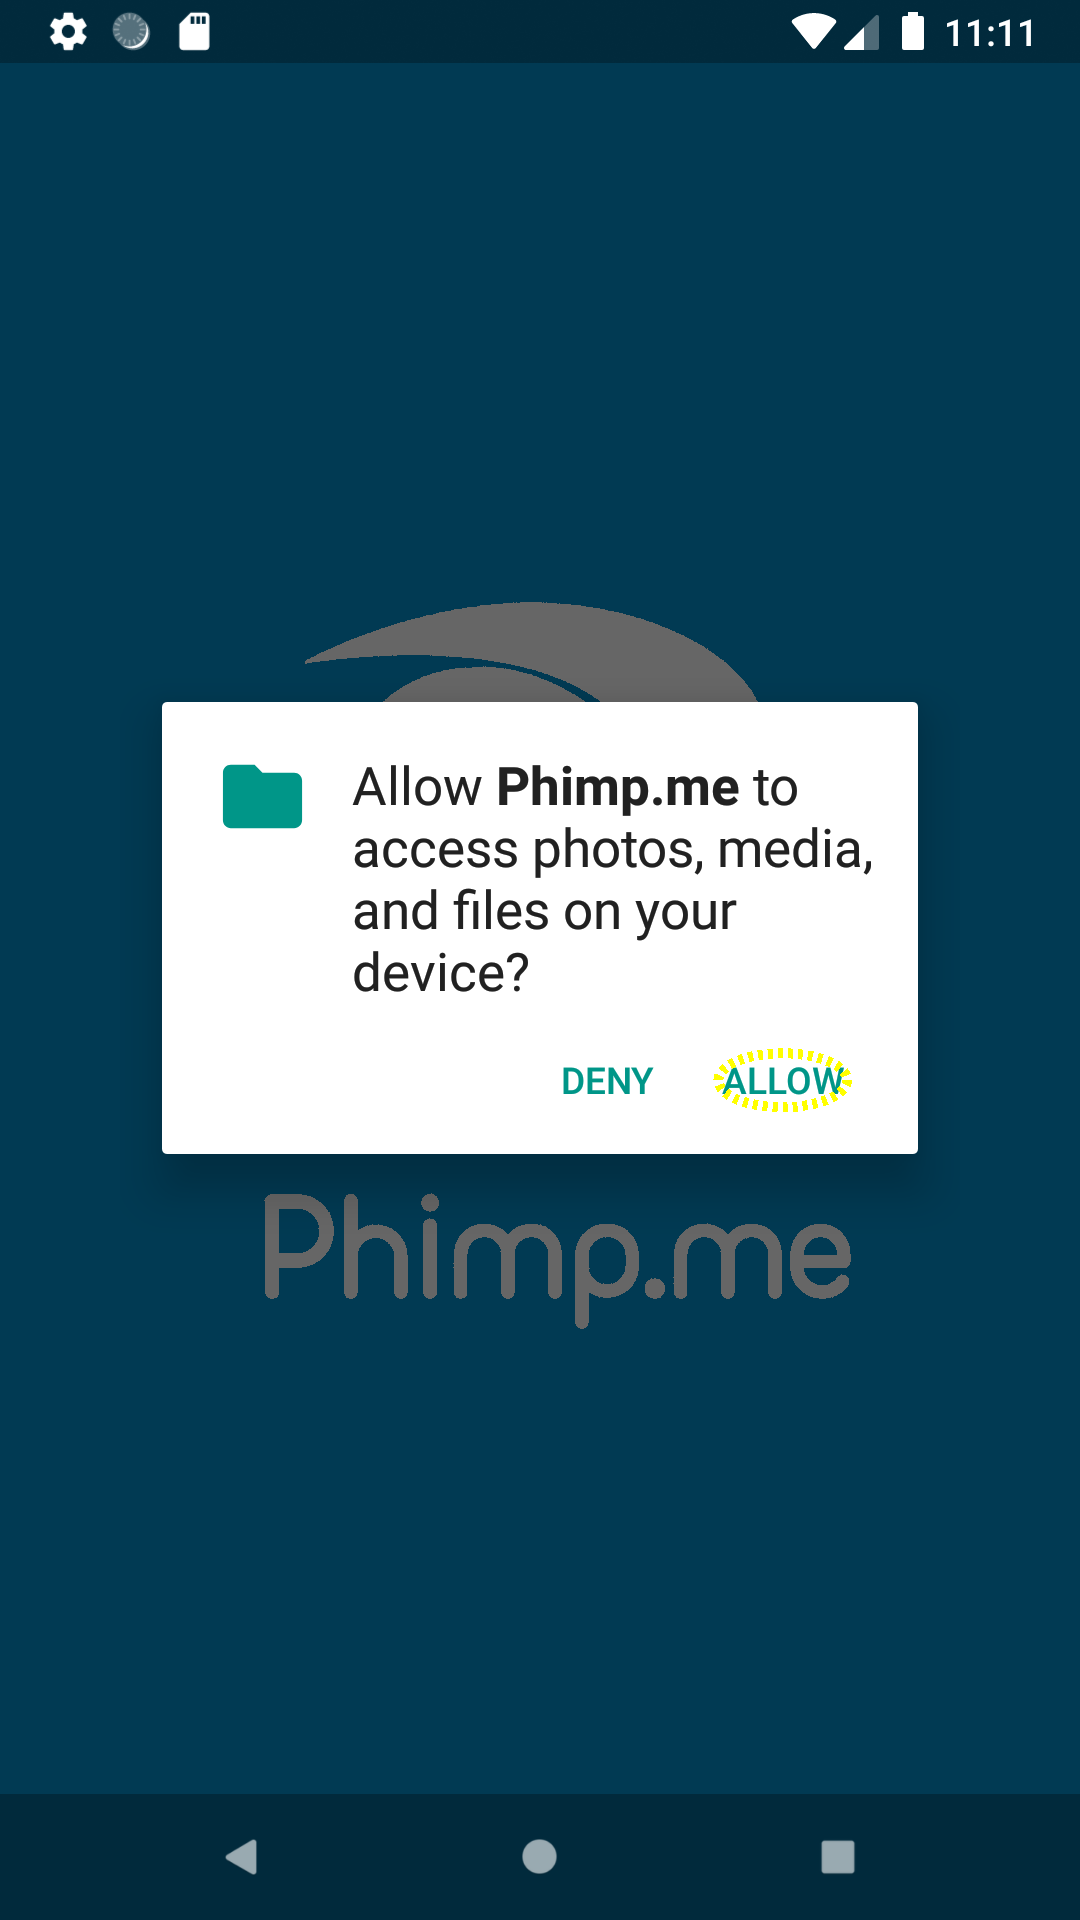 11:11
Allow Phimp.me to
access photos, media,
and files on your
device?
DENY ALLOW
Phimp.me